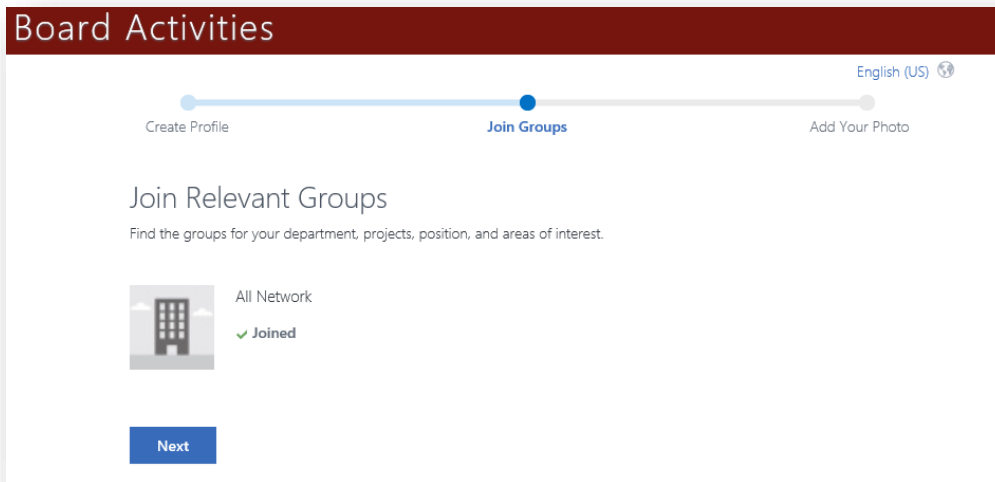 Board Activities
English (US)
Create Profile
Join Groups
Add Your Photo
Join Relevant Groups
Find the groups for your department, projects, position, and areas of interest.
All Network
Joined
Next